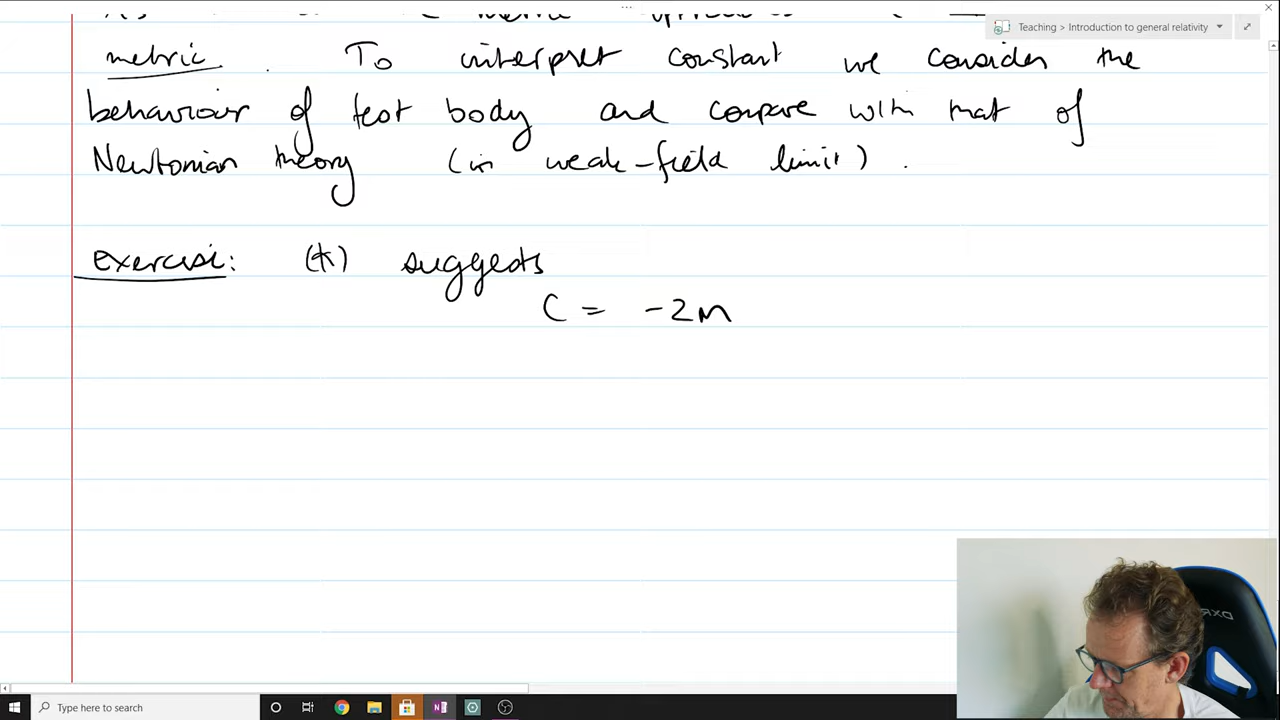 Teaching > Introduction to general relativity
metric. To interpret constant we consider the
behaviour of test body and compare with that of
Newtonian theory (in weak-field limit).
exercise: (*) suggests
C = -2m
Type here to search